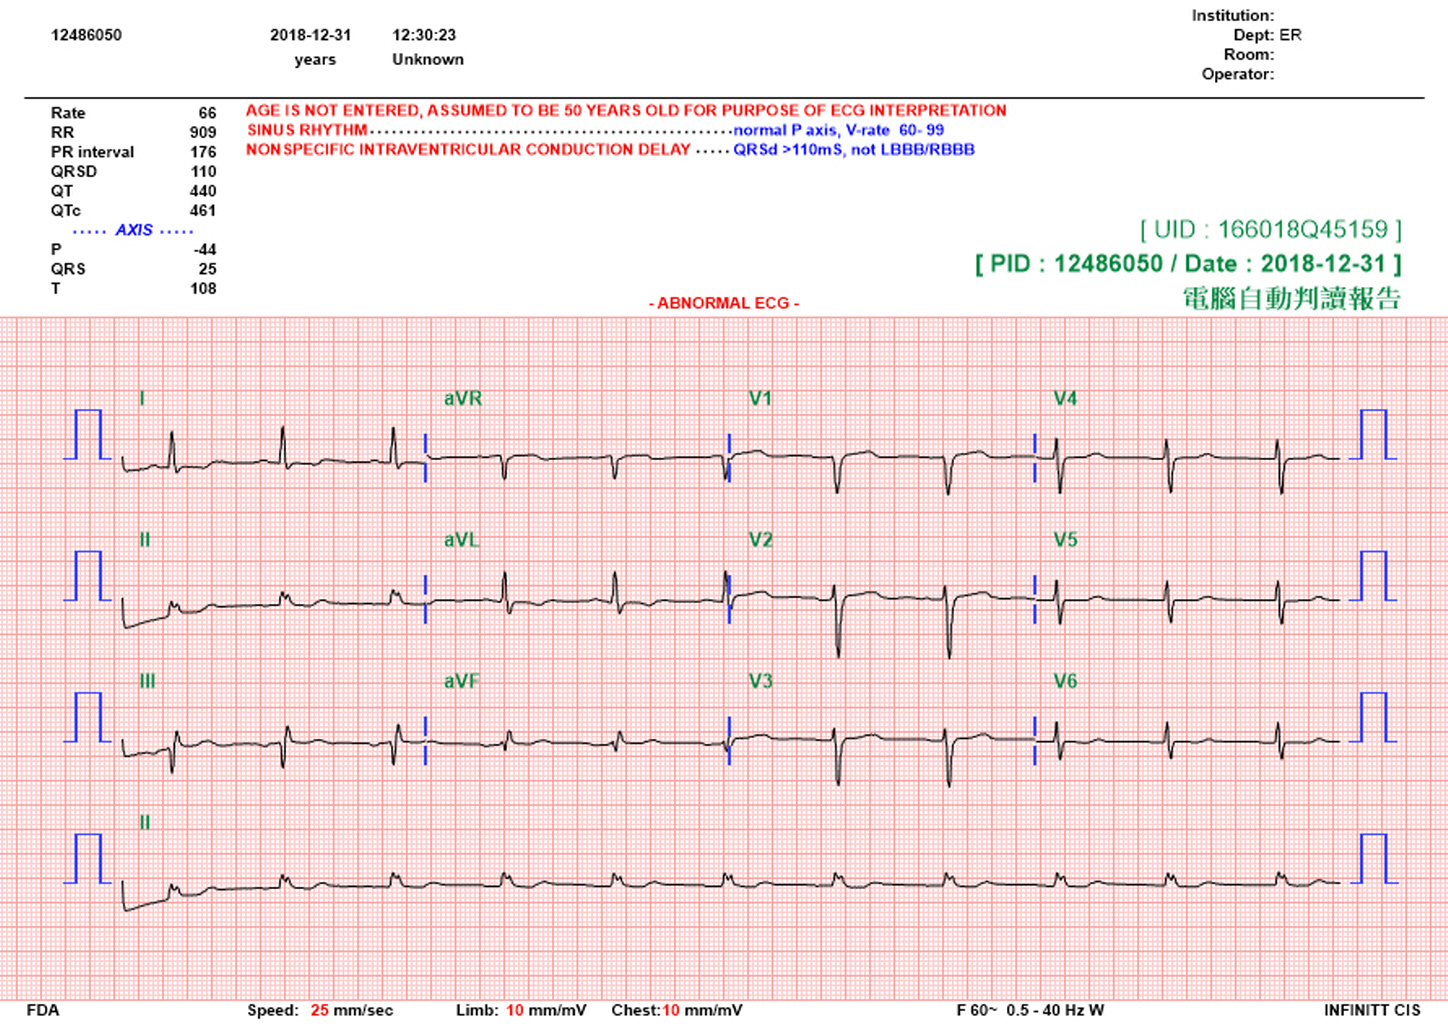 Institution:
12486050 2018-12-31 12:30:23 Dept: ER
years Unknown Room:
Operator:
Rate 66 AGE IS NOT ENTERED, ASSUMED TO BE 50 YEARS OLD FOR PURPOSE OF ECG INTERPRETATION
RR 909 SINUS RHYTHM..........normal P axis, V-rate 60- 99
PR interval 176 NONSPECIFIC INTRAVENTRICULAR CONDUCTION DELAY .....QRSd >110mS, not LBBB/RBBB
QRSD 110
QT 440
QTc 461
..... AXIS .....
P -44
QRS 25
T 108
[ UID : 166018Q45159 ]
[ PID : 12486050 / Date : 2018-12-31 ]
電腦自動判讀報告
- ABNORMAL ECG -
I aVR V1 V4
II aVL V2 V5
III aVF V3 V6
II
FDA Speed: 25 mm/sec Limb: 10 mm/mV Chest:10 mm/mV F 60~ 0.5 - 40 Hz W INFINITT CIS